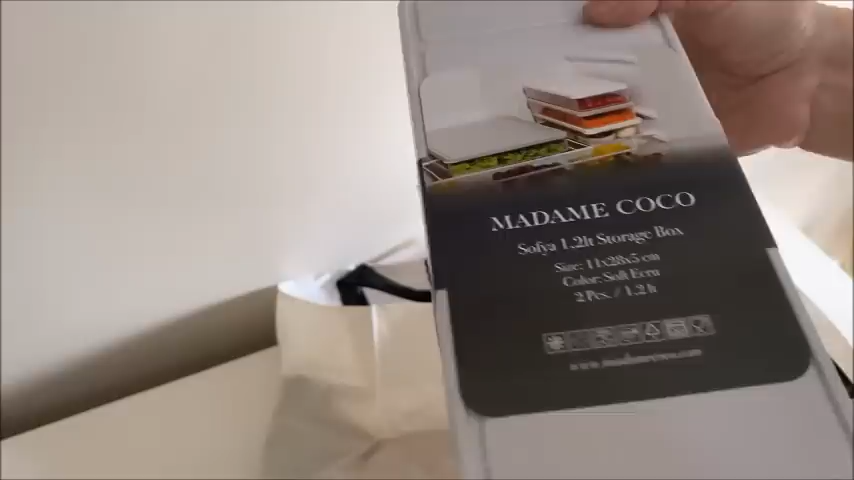 MADAME COCO
Sofya 1.2lt Storage Box
Size: 11x28x5 cm
Color: Soft Ecru
2 Pcs. / 1.2 lt